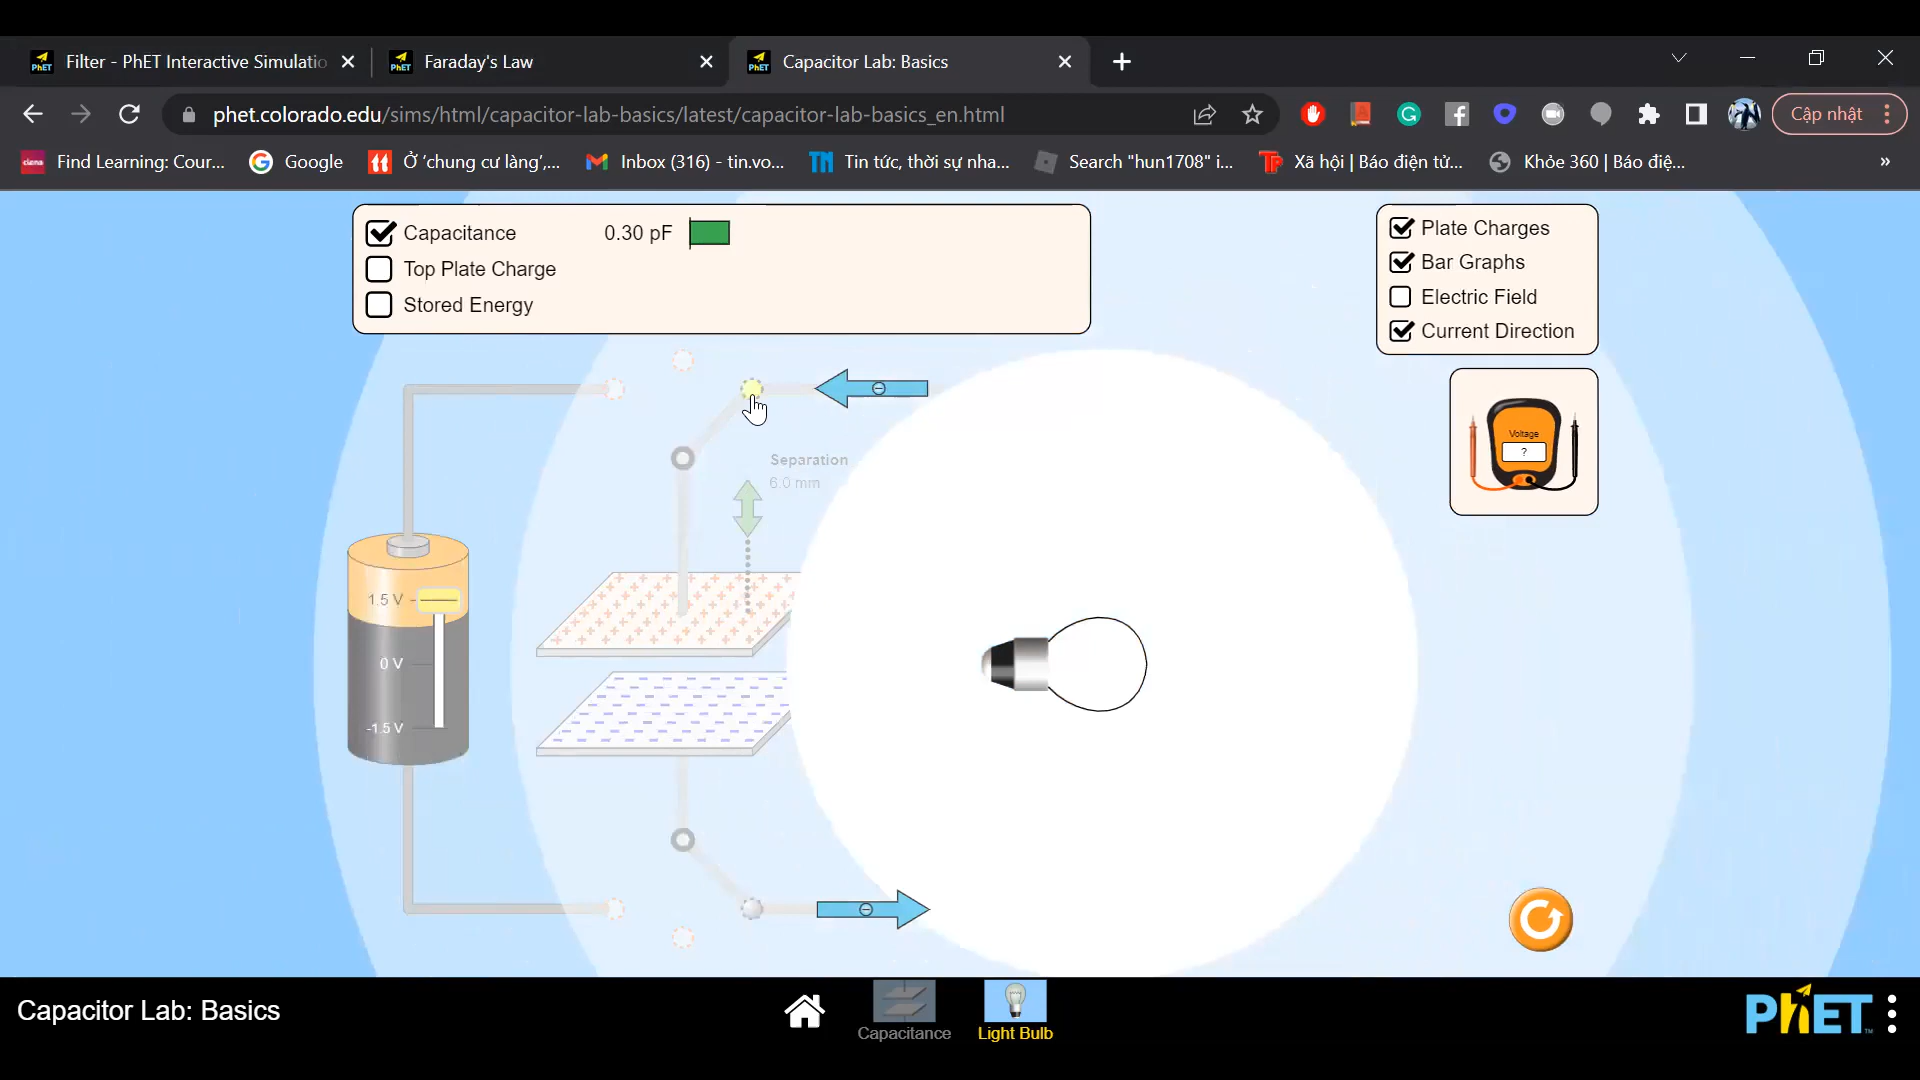 Filter - PhET Interactive Simulatio
Faraday's Law
Capacitor Lab: Basics
phet.colorado.edu/sims/html/capacitor-lab-basics/latest/capacitor-lab-basics_en.html
Cập nhật
Find Learning: Cour...
Google
Ở 'chung cư làng',...
Inbox (316) - tin.vo...
Tin tức, thời sự nha...
Search "hun1708" i...
Xã hội | Báo điện tử...
Khỏe 360 | Báo điệ...
Capacitance 0.30 pF
Top Plate Charge
Stored Energy
Plate Charges
Bar Graphs
Electric Field
Current Direction
Voltage
?
Separation
6.0 mm
1.5 V
0 V
-1.5 V
Capacitor Lab: Basics
Capacitance
Light Bulb
PhET